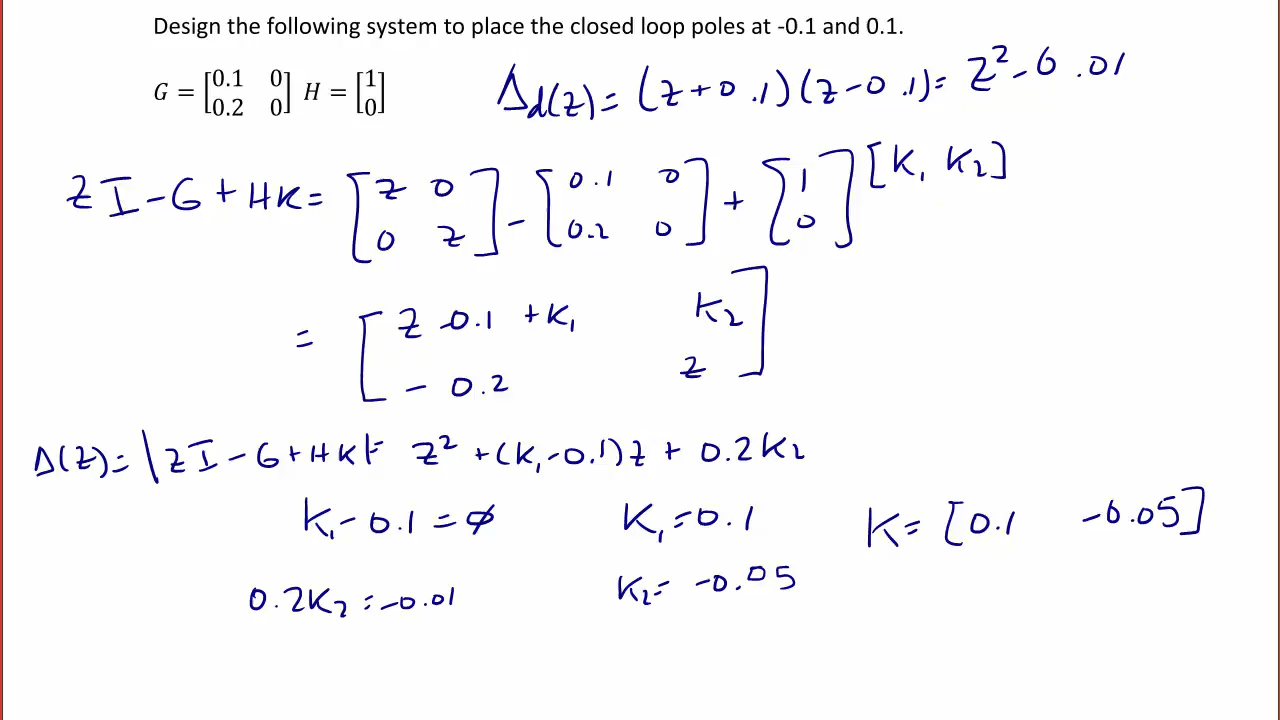 Design the following system to place the closed loop poles at -0.1 and 0.1.
G = [0.1 0; 0.2 0] H = [1; 0]
Δd(z) = (z+0.1)(z-0.1) = z² - 0.01
zI - G + HK = [z 0; 0 z] - [0.1 0; 0.2 0] + [1; 0] [K₁ K₂]
= [z -0.1 + K₁ K₂; -0.2 z]
Δ(z) = |zI - G + HK| = z² + (K₁ - 0.1)z + 0.2K₂
K₁ - 0.1 = 0 K₁ = 0.1 K = [0.1 -0.05]
0.2K₂ = -0.01 K₂ = -0.05